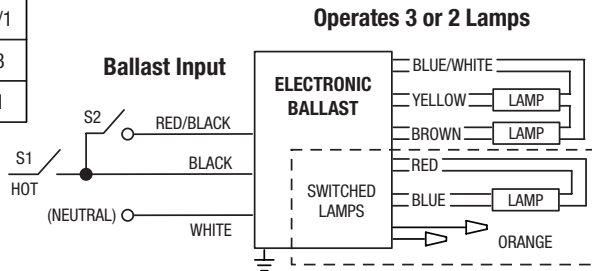 /1
3
1
Operates 3 or 2 Lamps
Ballast Input
ELECTRONIC
BALLAST
BLUE/WHITE
YELLOW
LAMP
BROWN
LAMP
S2
RED/BLACK
S1
HOT
BLACK
(NEUTRAL)
WHITE
SWITCHED
LAMPS
RED
BLUE
LAMP
ORANGE